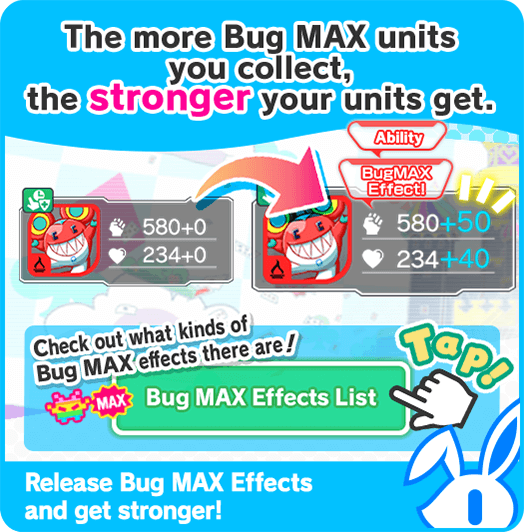 The more Bug MAX units
you collect,
the stronger your units get.
Ability
BugMAX
Effect!
580+0
234+0
580+50
234+40
Check out what kinds of
Bug MAX effects there are!
Tap!
MAX
Bug MAX Effects List
Release Bug MAX Effects
and get stronger!